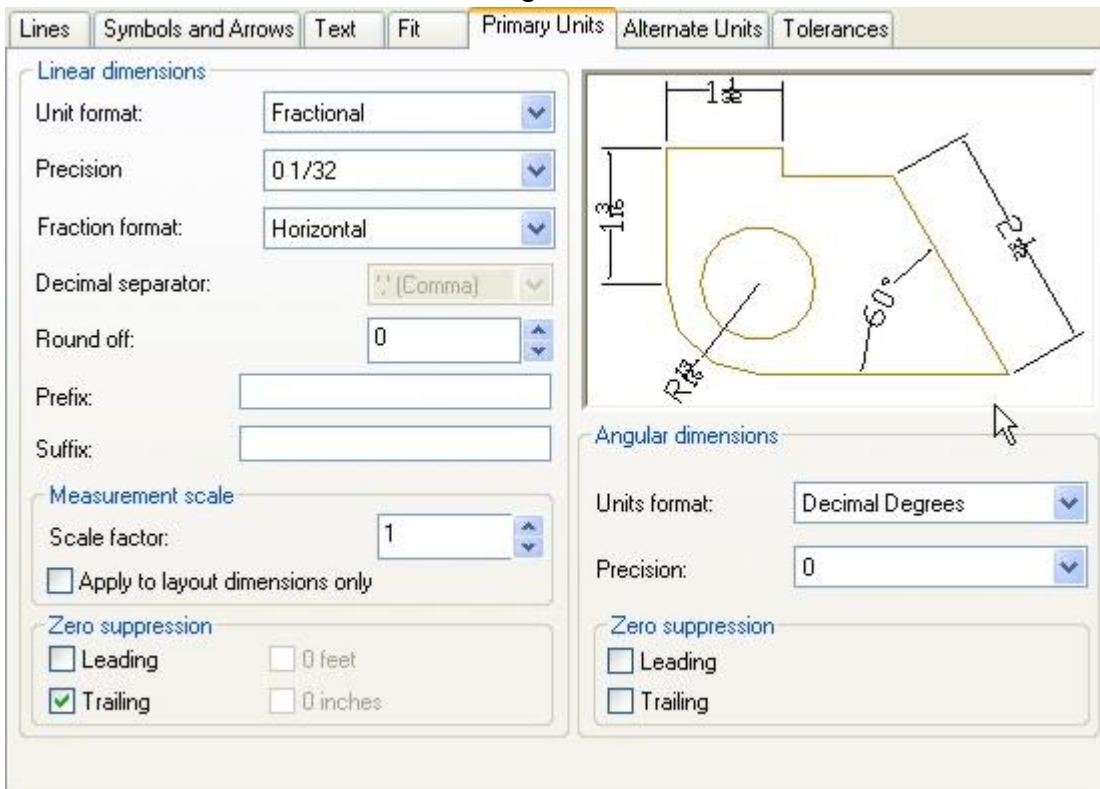 Lines Symbols and Arrows Text Fit Primary Units Alternate Units Tolerances
Linear dimensions
Unit format: Fractional
Precision 0 1/32
Fraction format: Horizontal
Decimal separator: ',' (Comma)
Round off: 0
Prefix:
Suffix:
Measurement scale
Scale factor: 1
Apply to layout dimensions only
Zero suppression
Leading 0 feet
Trailing 0 inches
1 3/16
60°
Angular dimensions
Units format: Decimal Degrees
Precision: 0
Zero suppression
Leading
Trailing